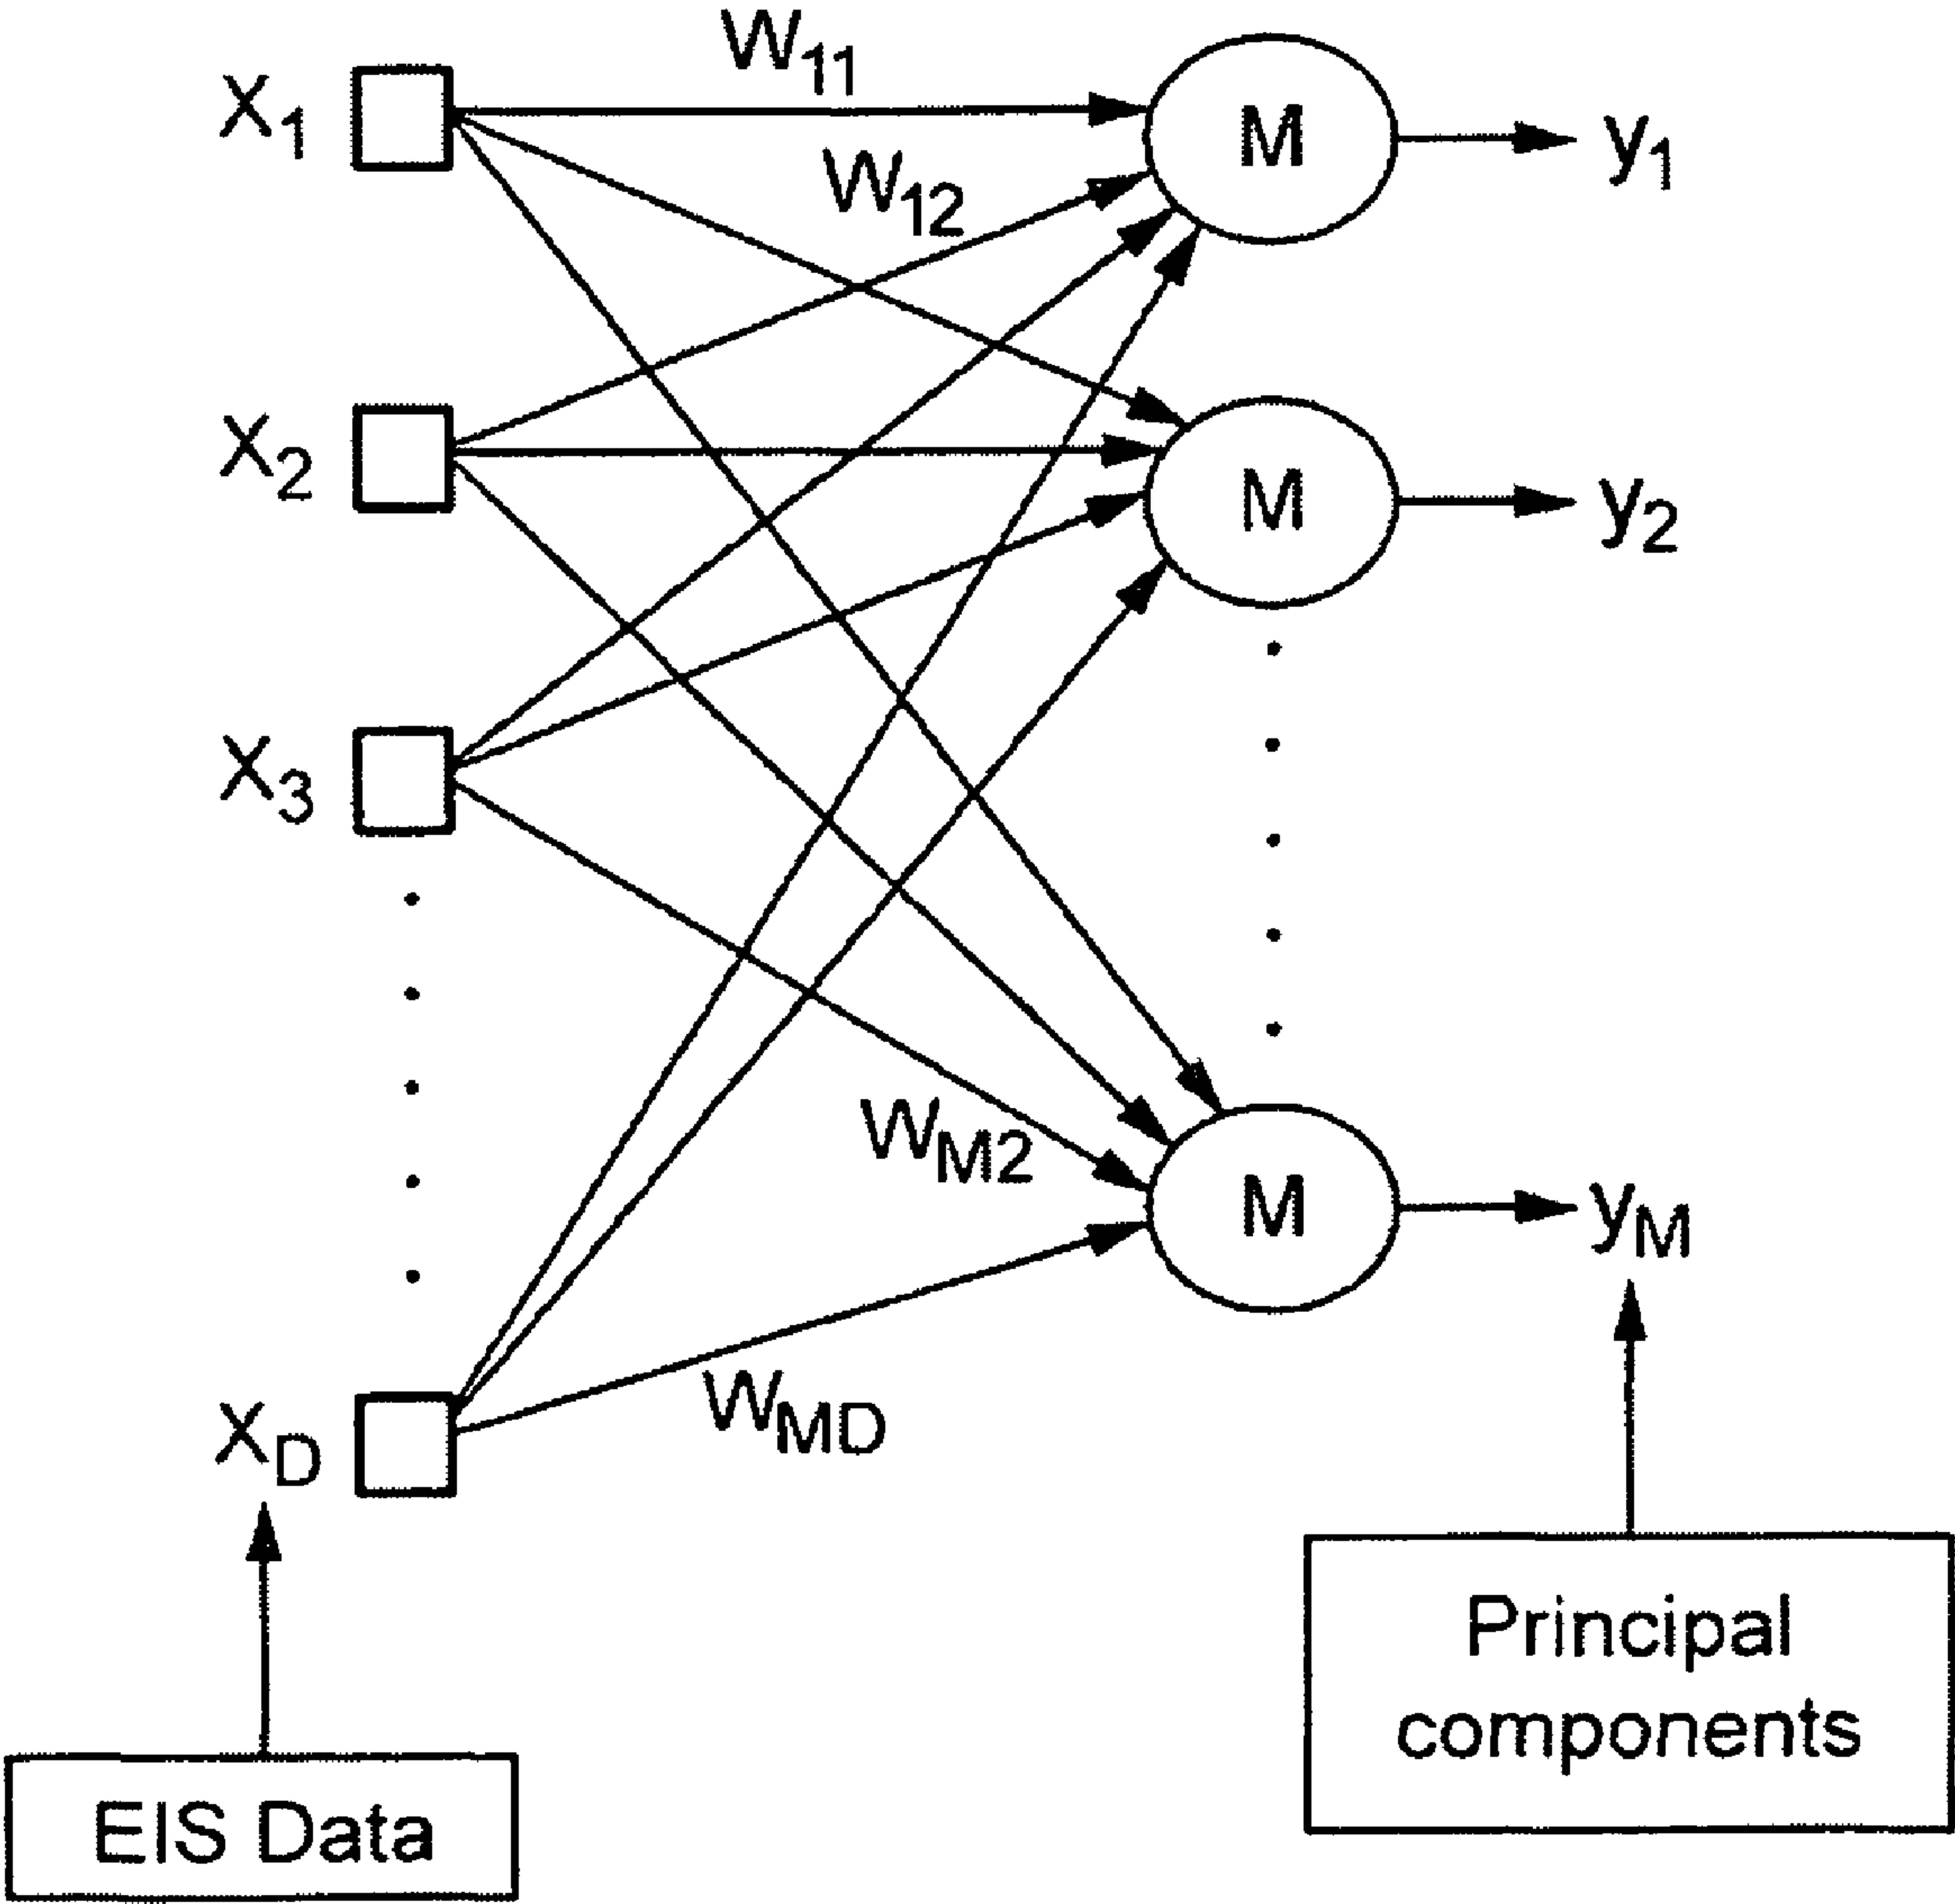 W11
X1
M
y1
W12
X2
M
y2
X3
WM2
M
yM
WMD
XD
Principal
components
EIS Data